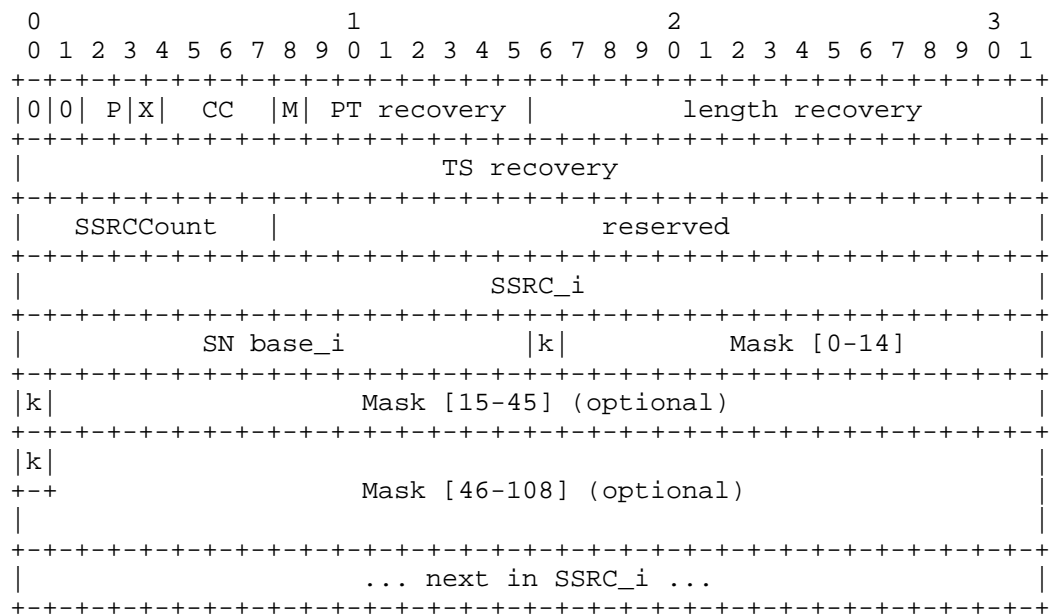 0                   1                   2                   3
 0 1 2 3 4 5 6 7 8 9 0 1 2 3 4 5 6 7 8 9 0 1 2 3 4 5 6 7 8 9 0 1
+-+-+-+-+-+-+-+-+-+-+-+-+-+-+-+-+-+-+-+-+-+-+-+-+-+-+-+-+-+-+-+-+
|0|0| P|X|  CC   |M| PT recovery |         length recovery       |
+-+-+-+-+-+-+-+-+-+-+-+-+-+-+-+-+-+-+-+-+-+-+-+-+-+-+-+-+-+-+-+-+
|                          TS recovery                          |
+-+-+-+-+-+-+-+-+-+-+-+-+-+-+-+-+-+-+-+-+-+-+-+-+-+-+-+-+-+-+-+-+
|   SSRCCount   |                    reserved                   |
+-+-+-+-+-+-+-+-+-+-+-+-+-+-+-+-+-+-+-+-+-+-+-+-+-+-+-+-+-+-+-+-+
|                             SSRC_i                            |
+-+-+-+-+-+-+-+-+-+-+-+-+-+-+-+-+-+-+-+-+-+-+-+-+-+-+-+-+-+-+-+-+
|           SN base_i           |k|          Mask [0-14]        |
+-+-+-+-+-+-+-+-+-+-+-+-+-+-+-+-+-+-+-+-+-+-+-+-+-+-+-+-+-+-+-+-+
|k|                   Mask [15-45] (optional)                   |
+-+-+-+-+-+-+-+-+-+-+-+-+-+-+-+-+-+-+-+-+-+-+-+-+-+-+-+-+-+-+-+-+
|k|                                                             |
+-+                   Mask [46-108] (optional)                  |
|                                                               |
+-+-+-+-+-+-+-+-+-+-+-+-+-+-+-+-+-+-+-+-+-+-+-+-+-+-+-+-+-+-+-+-+
|                     ... next in SSRC_i ...                    |
+-+-+-+-+-+-+-+-+-+-+-+-+-+-+-+-+-+-+-+-+-+-+-+-+-+-+-+-+-+-+-+-+